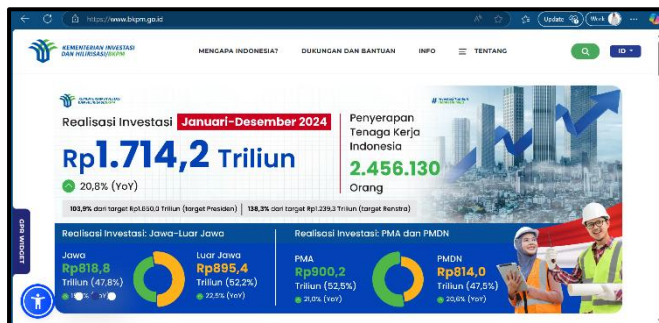 https://www.bkpm.go.id
Update
Work
KEMENTERIAN INVESTASI
DAN HILIRISASI/BKPM
MENGAPA INDONESIA?
DUKUNGAN DAN BANTUAN
INFO
TENTANG
ID
Realisasi Investasi Januari-Desember 2024
Rp1.714,2 Triliun
20,8% (YoY)
Penyerapan
Tenaga Kerja
Indonesia
2.456.130
Orang
103,9% dari target Rp1.650,0 Triliun (target Presiden) | 138,3% dari target Rp1.239,3 Triliun (target Renstra)
GPR WIDGET
Realisasi Investasi: Jawa-Luar Jawa
Jawa
Rp818,8
Triliun (47,8%)
(YoY)
Luar Jawa
Rp895,4
Triliun (52,2%)
22,5% (YoY)
Realisasi Investasi: PMA dan PMDN
PMA
Rp900,2
Triliun (52,5%)
21,0% (YoY)
PMDN
Rp814,0
Triliun (47,5%)
20,6% (YoY)